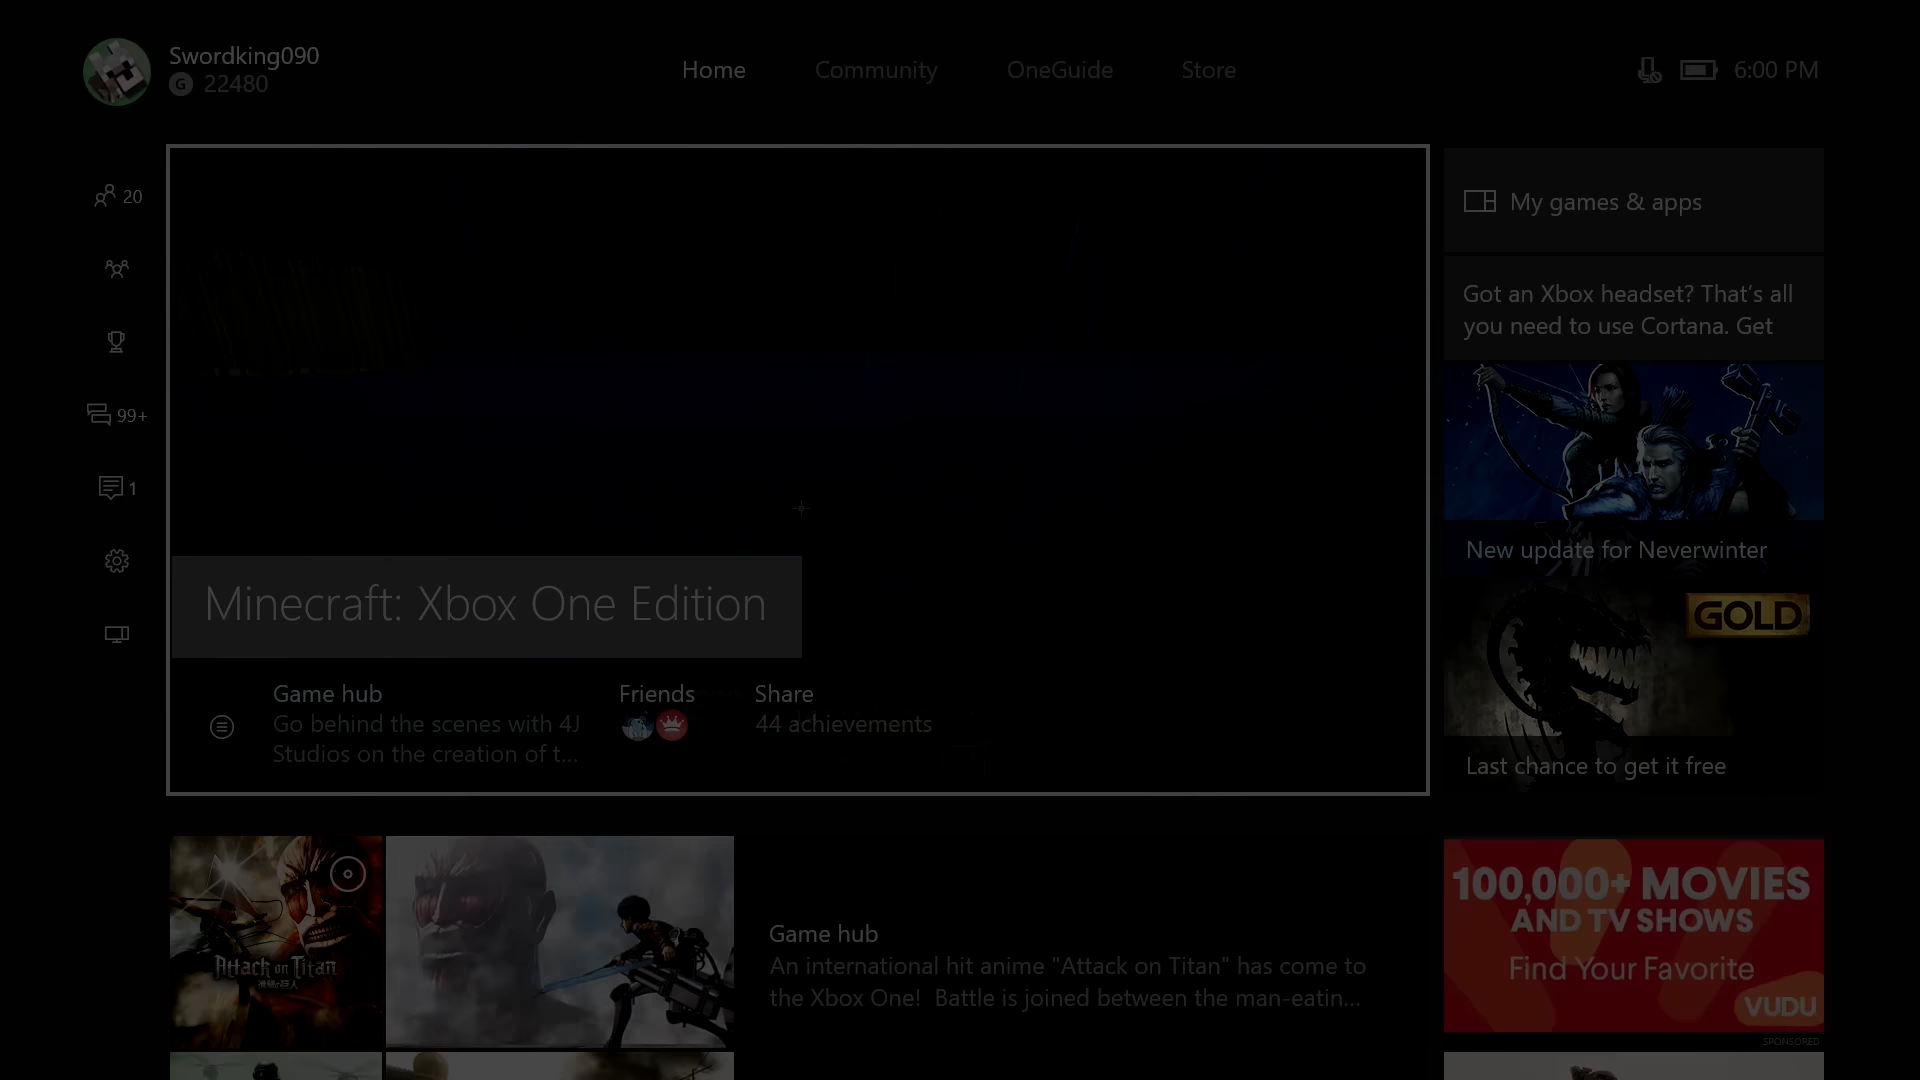 Swordking090
G 22480
Home
Community
OneGuide
Store
6:00 PM
20
99+
1
Minecraft: Xbox One Edition
Game hub
Go behind the scenes with 4J
Studios on the creation of t...
Friends
Share
44 achievements
My games & apps
Got an Xbox headset? That's all
you need to use Cortana. Get
New update for Neverwinter
GOLD
Last chance to get it free
Attack on Titan
進撃の巨人
Game hub
An international hit anime "Attack on Titan" has come to
the Xbox One!  Battle is joined between the man-eatin...
100,000+ MOVIES
AND TV SHOWS
Find Your Favorite
VUDU
SPONSORED